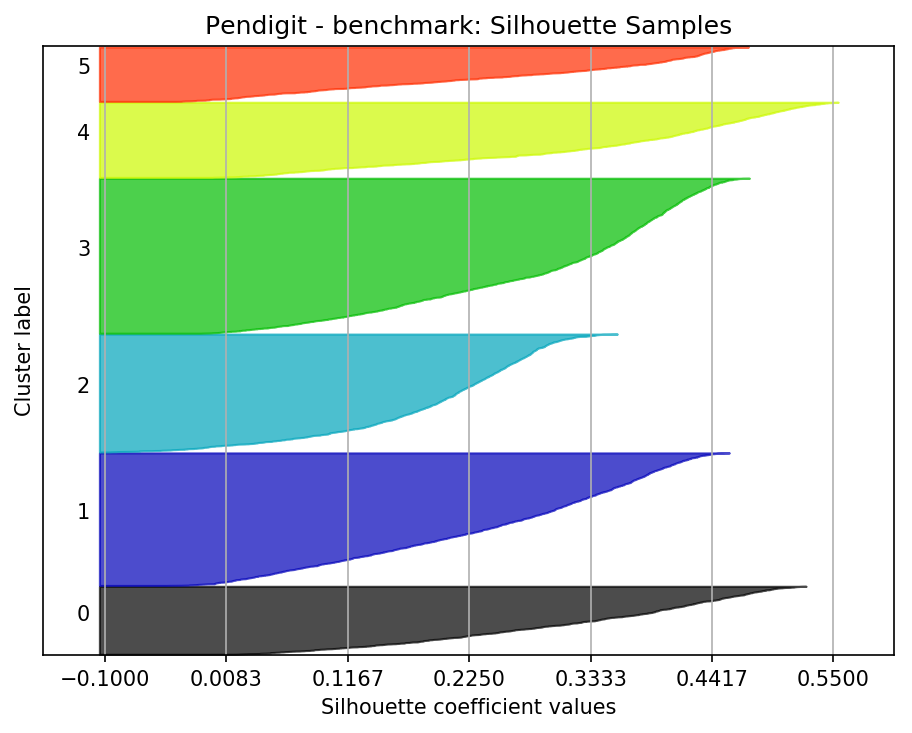 Pendigit - benchmark: Silhouette Samples
5
4
3
2
1
0
Cluster label
−0.1000 0.0083 0.1167 0.2250 0.3333 0.4417 0.5500
Silhouette coefficient values